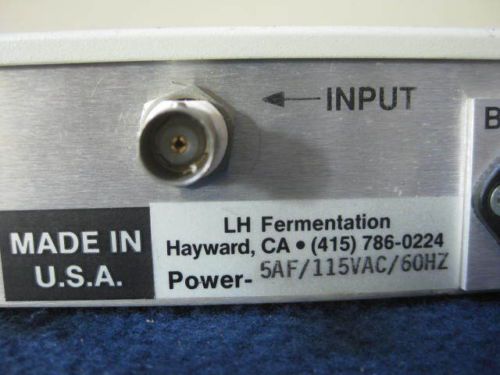 ← INPUT
B
MADE IN
U.S.A.
LH Fermentation
Hayward, CA • (415) 786-0224
Power- 5AF/115VAC/60HZ